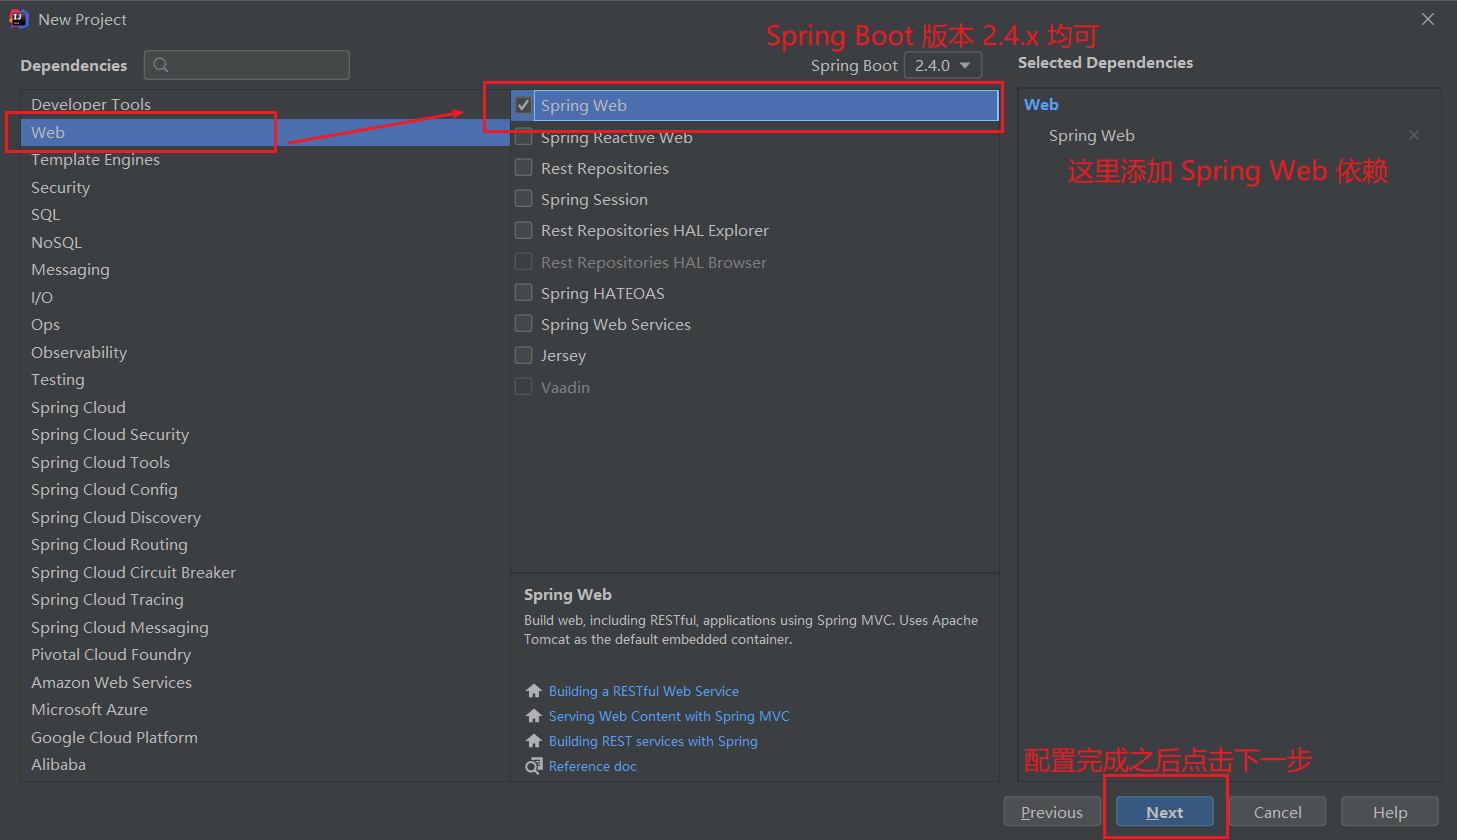 New Project
Spring Boot 版本 2.4.x 均可
Dependencies
Spring Boot 2.4.0
Selected Dependencies
Developer Tools
Web
Template Engines
Security
SQL
NoSQL
Messaging
I/O
Ops
Observability
Testing
Spring Cloud
Spring Cloud Security
Spring Cloud Tools
Spring Cloud Config
Spring Cloud Discovery
Spring Cloud Routing
Spring Cloud Circuit Breaker
Spring Cloud Tracing
Spring Cloud Messaging
Pivotal Cloud Foundry
Amazon Web Services
Microsoft Azure
Google Cloud Platform
Alibaba
Spring Web
Spring Reactive Web
Rest Repositories
Spring Session
Rest Repositories HAL Explorer
Rest Repositories HAL Browser
Spring HATEOAS
Spring Web Services
Jersey
Vaadin
Spring Web
Build web, including RESTful, applications using Spring MVC. Uses Apache
Tomcat as the default embedded container.
Building a RESTful Web Service
Serving Web Content with Spring MVC
Building REST services with Spring
Reference doc
Web
Spring Web
这里添加 Spring Web 依赖
配置完成之后点击下一步
Previous
Next
Cancel
Help